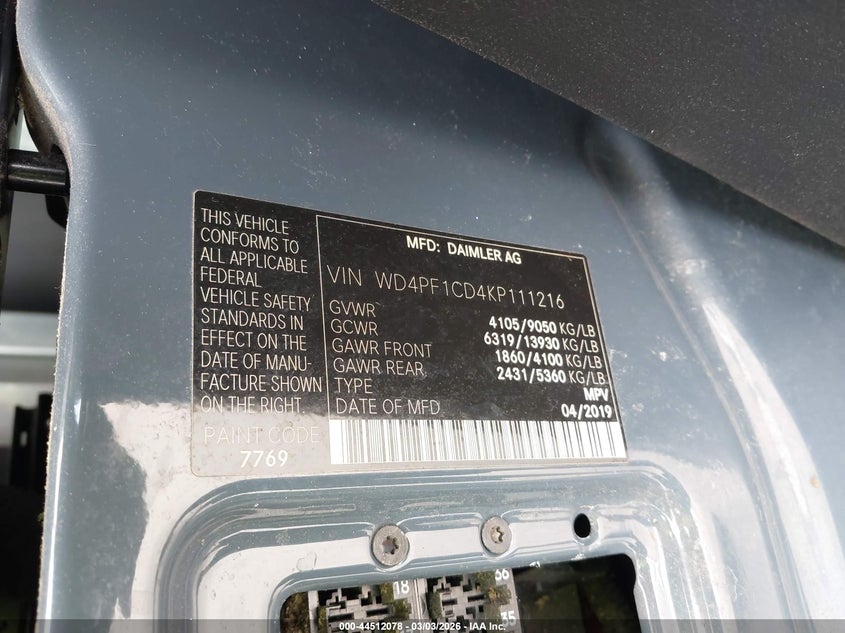 THIS VEHICLE
CONFORMS TO
ALL APPLICABLE
FEDERAL
VEHICLE SAFETY
STANDARDS IN
EFFECT ON THE
DATE OF MANU-
FACTURE SHOWN
ON THE RIGHT
PAINT CODE
7769
MFD: DAIMLER AG
VIN WD4PF1CD4KP111216
GVWR 4105/9050 KG/LB
GCWR 6319/13930 KG/LB
GAWR FRONT 1860/4100 KG/LB
GAWR REAR 2431/5360 KG/LB
TYPE MPV
DATE OF MFD 04/2019
18
36
35
000-44512078 - 03/03/2026 - IAA Inc.